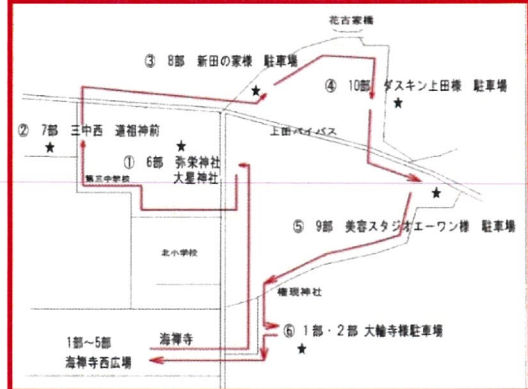 花古家橋
③ 8部 新田の家様 駐車場
④ 10部 ダスキン上田様 駐車場
② 7部 三中西 道祖神前
上田バイパス
① 6部 弥栄神社
大星神社
第三中学校
⑤ 9部 美容スタジオエーワン様 駐車場
北小学校
権現神社
⑥ 1部・2部 大輪寺様駐車場
1部～5部
海禅寺
海禅寺西広場